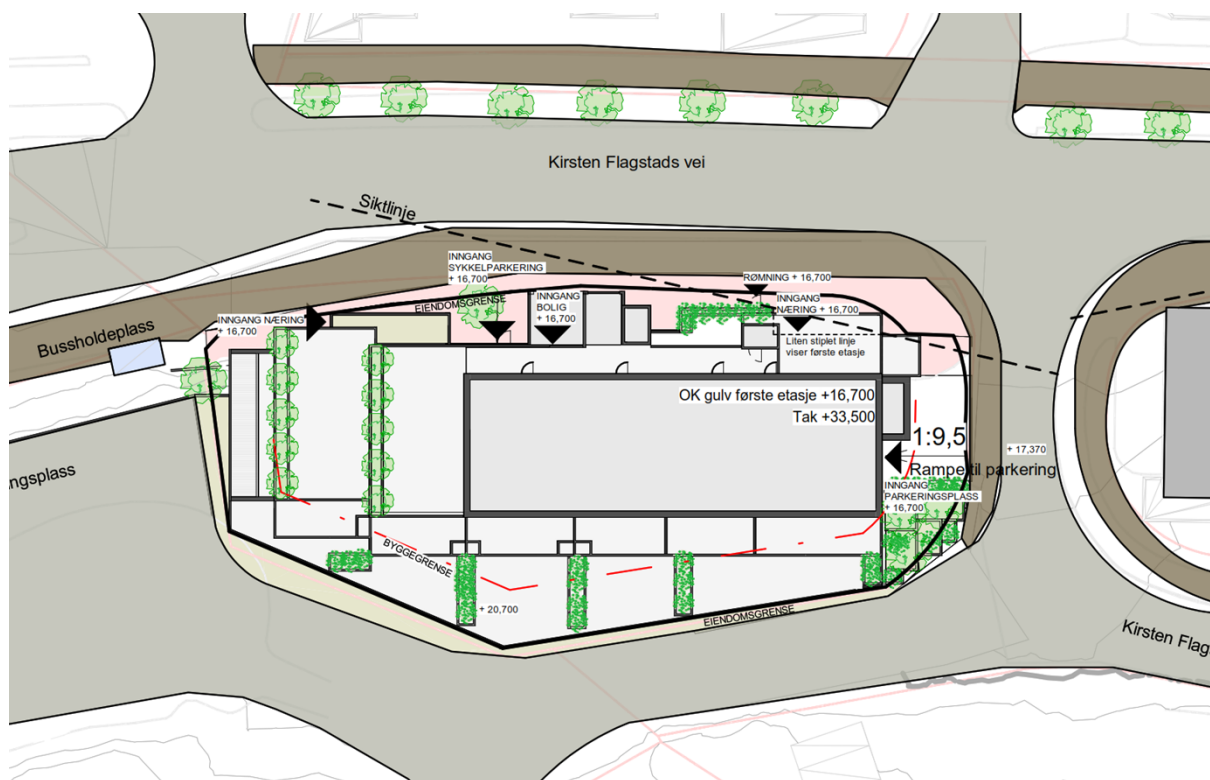 Kirsten Flagstads vei
Siktlinje
INNGANG
SYKKELPARKERING
+ 16,700
RØMNING + 16,700
EIENDOMSGRENSE
INNGANG
BOLIG
+ 16,700
INNGANG
NÆRING + 16,700
INNGANG NÆRING
+ 16,700
Bussholdeplass
Liten stiplet linje
viser første etasje
OK gulv første etasje +16,700
Tak +33,500
1:9,5
+ 17,370
Rampe til parkering
ngsplass
INNGANG
PARKERINGSPLASS
+ 16,700
BYGGEGRENSE
+ 20,700
EIENDOMSGRENSE
Kirsten Flags